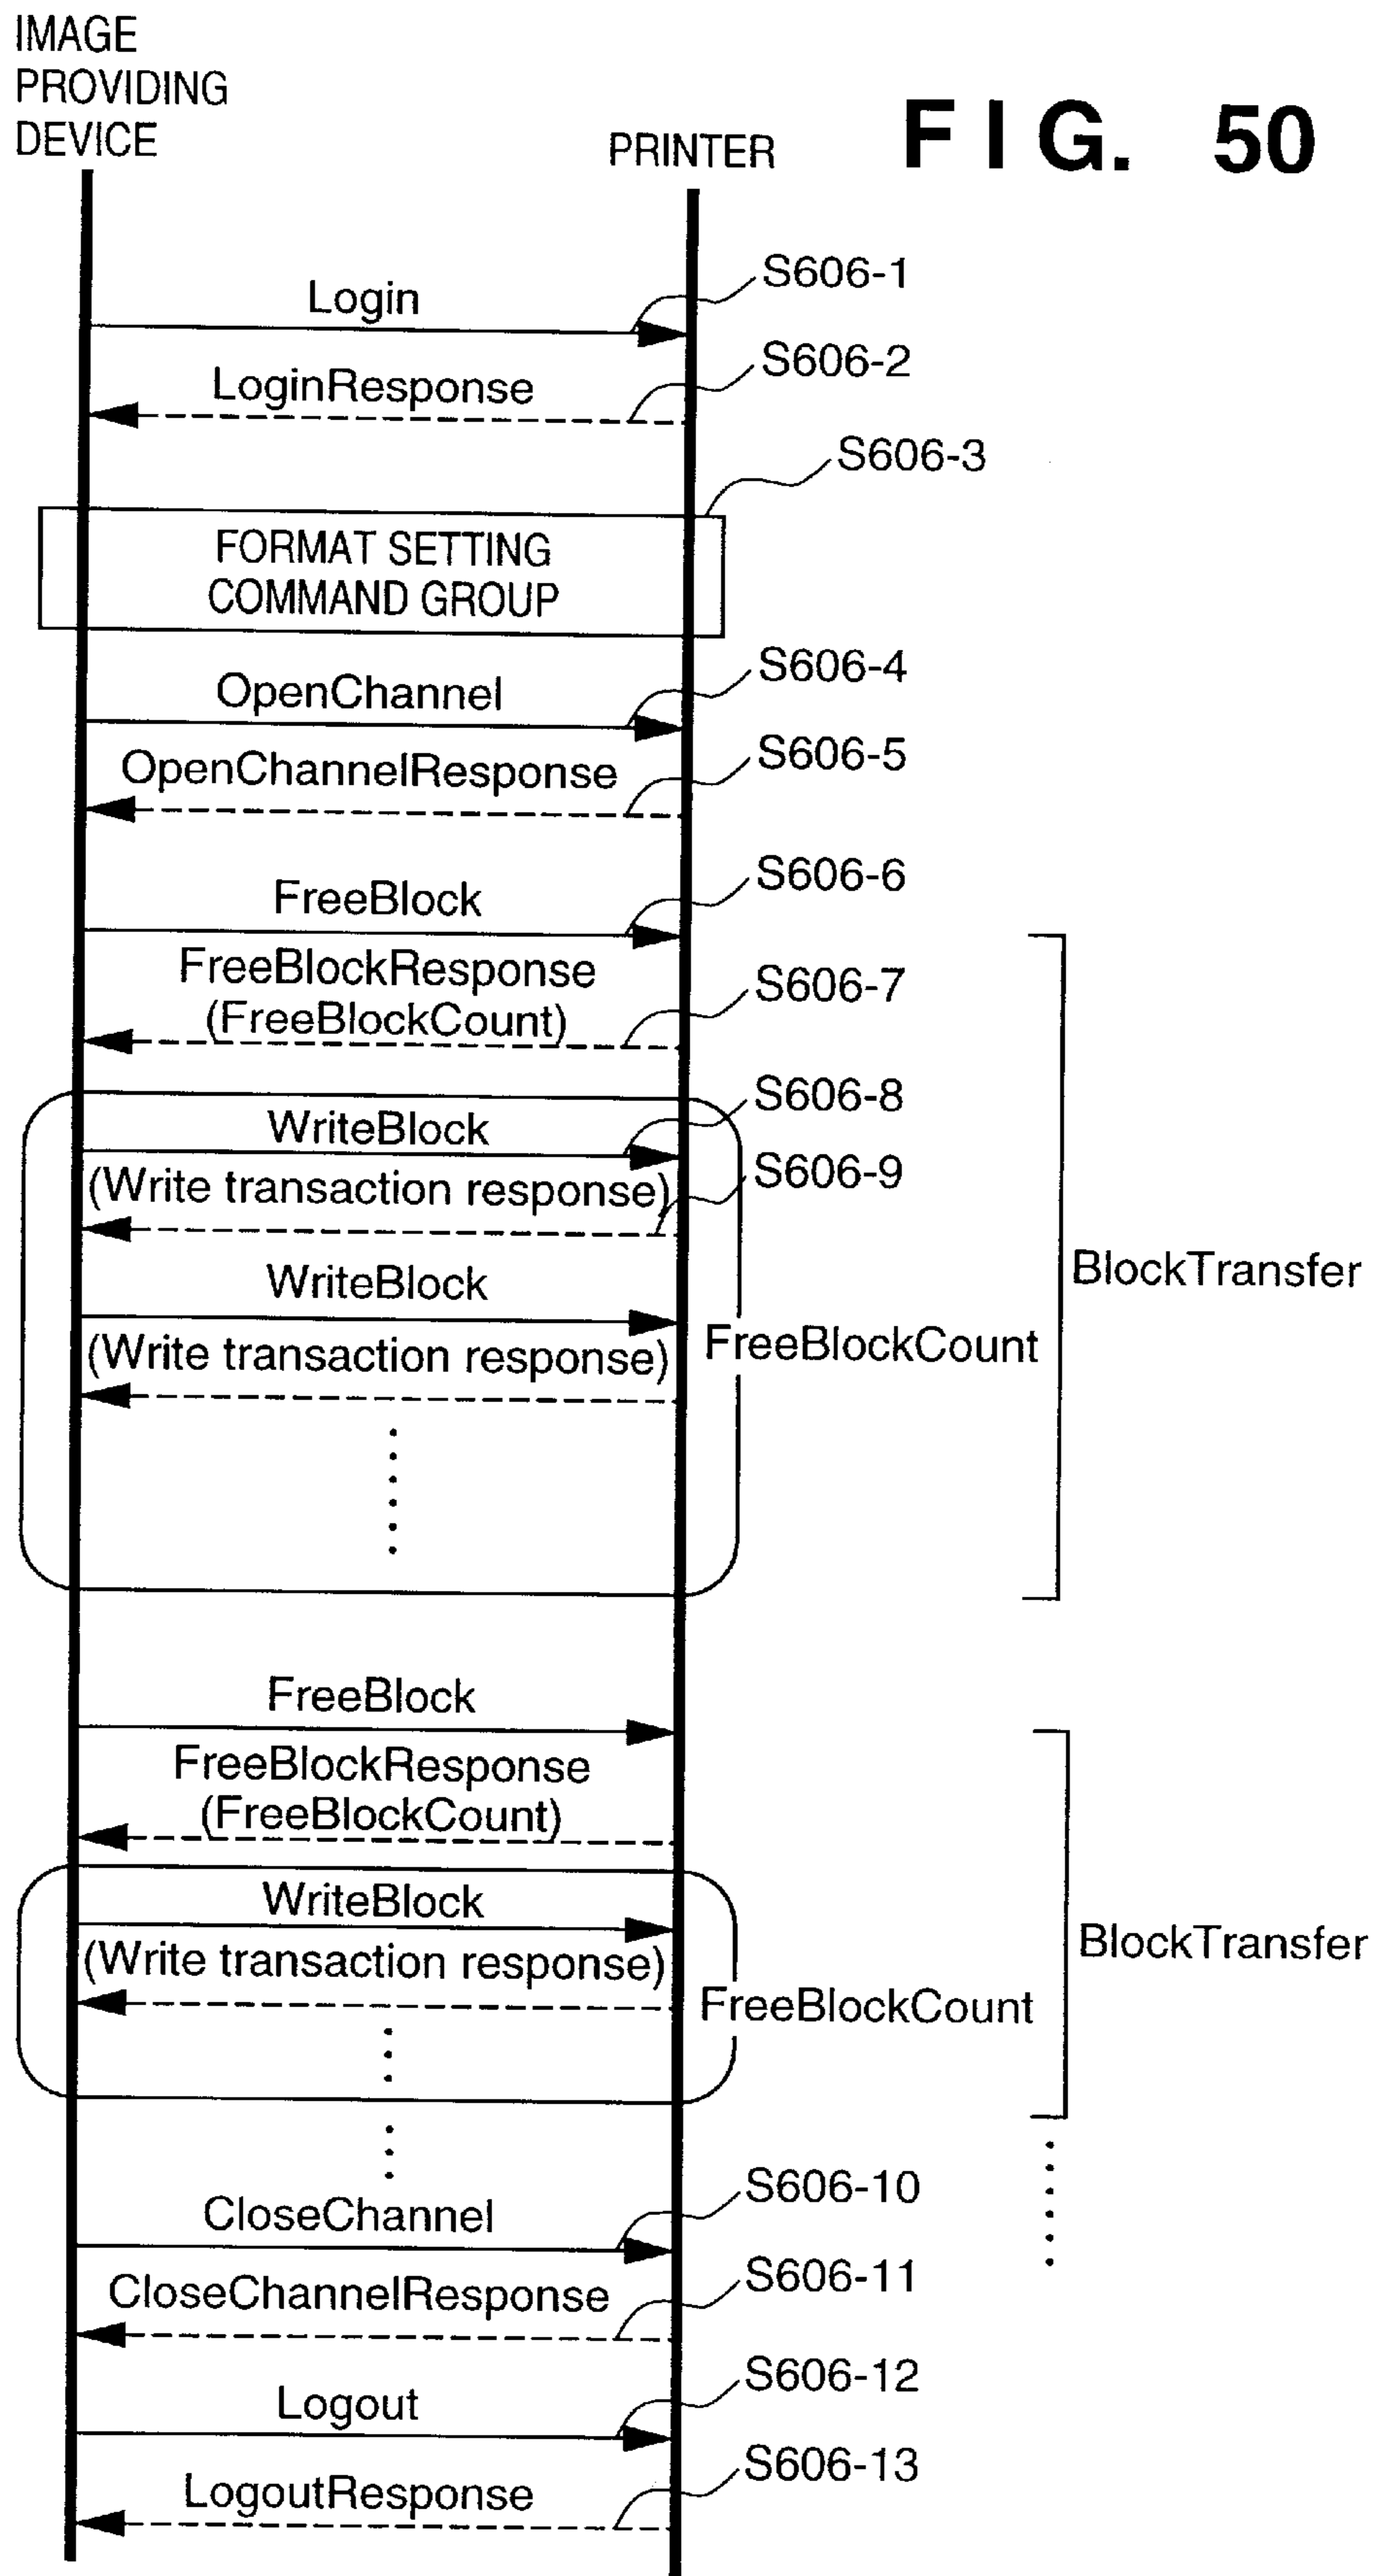 IMAGE
PROVIDING
DEVICE
PRINTER
FIG. 50
Login
S606-1
LoginResponse
S606-2
S606-3
FORMAT SETTING
COMMAND GROUP
OpenChannel
S606-4
OpenChannelResponse
S606-5
FreeBlock
S606-6
FreeBlockResponse
(FreeBlockCount)
S606-7
WriteBlock
S606-8
(Write transaction response)
S606-9
WriteBlock
(Write transaction response)
FreeBlockCount
BlockTransfer
FreeBlock
FreeBlockResponse
(FreeBlockCount)
WriteBlock
(Write transaction response)
FreeBlockCount
BlockTransfer
CloseChannel
S606-10
CloseChannelResponse
S606-11
Logout
S606-12
LogoutResponse
S606-13